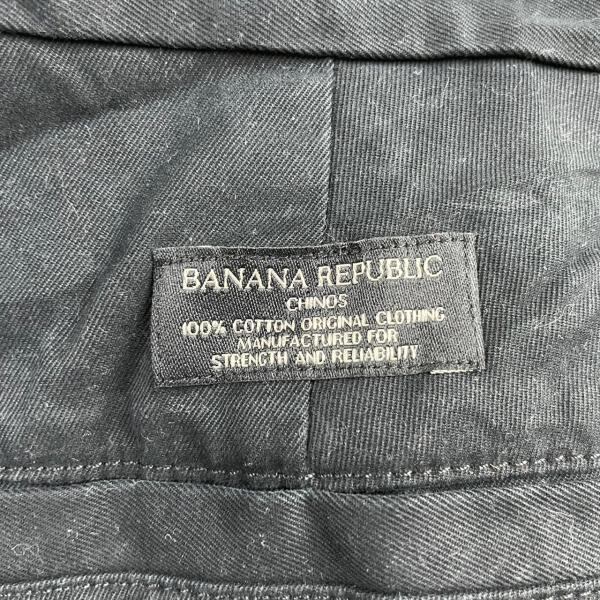 BANANA REPUBLIC
CHINOS
100% COTTON ORIGINAL CLOTHING
MANUFACTURED FOR
STRENGTH AND RELIABILITY